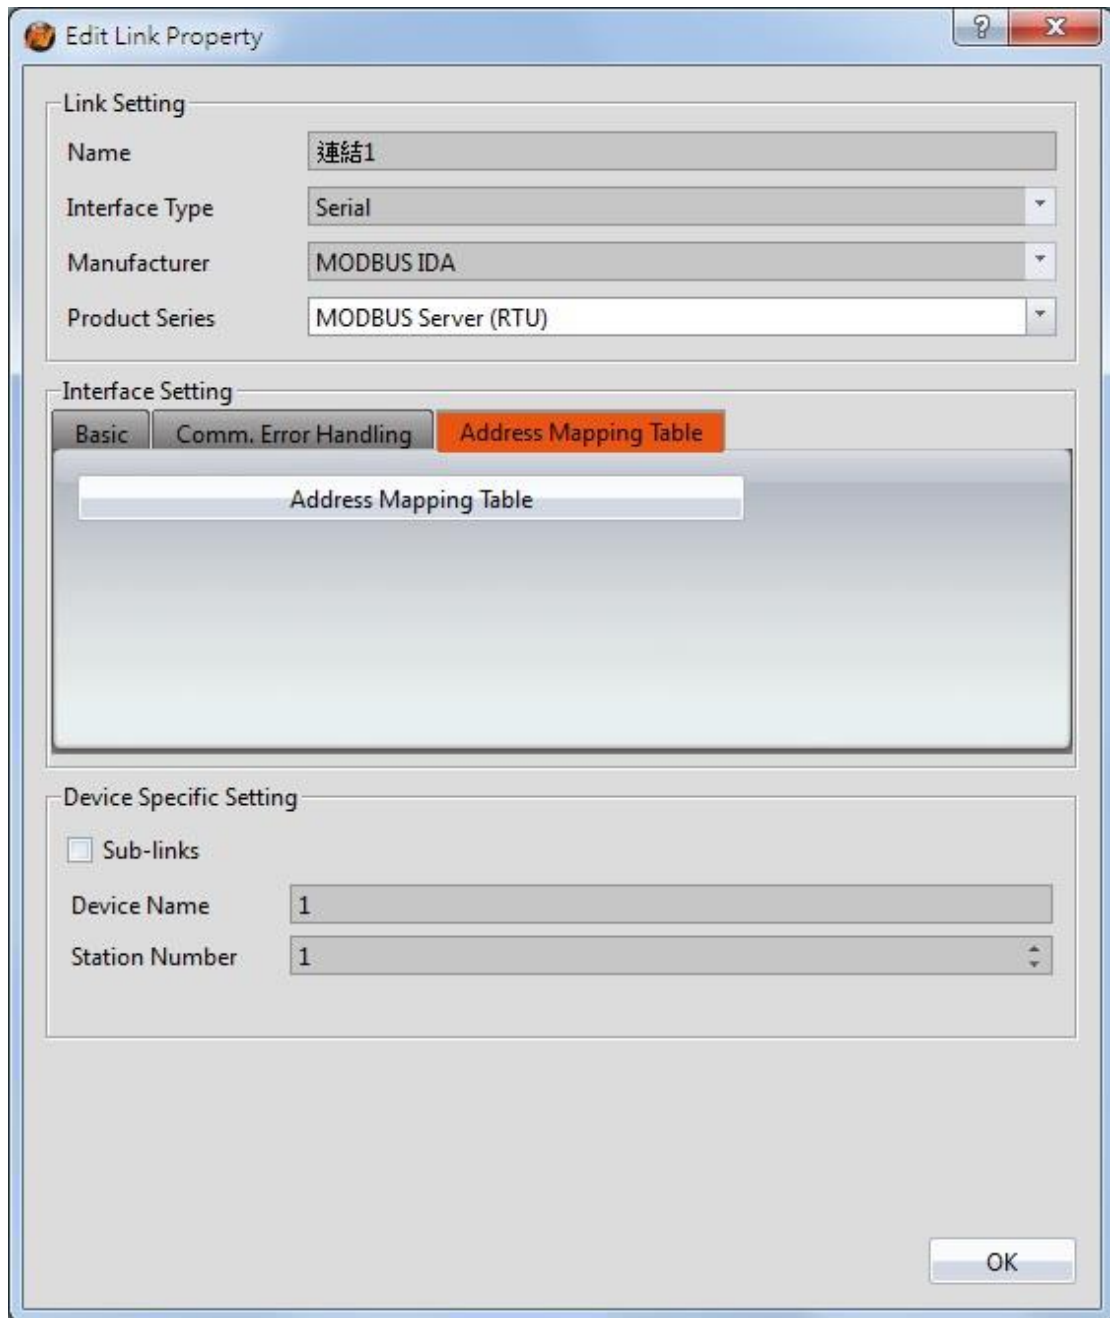 Edit Link Property
Link Setting
Name 連結1
Interface Type Serial
Manufacturer MODBUS IDA
Product Series MODBUS Server (RTU)
Interface Setting
Basic Comm. Error Handling Address Mapping Table
Address Mapping Table
Device Specific Setting
Sub-links
Device Name 1
Station Number 1
OK